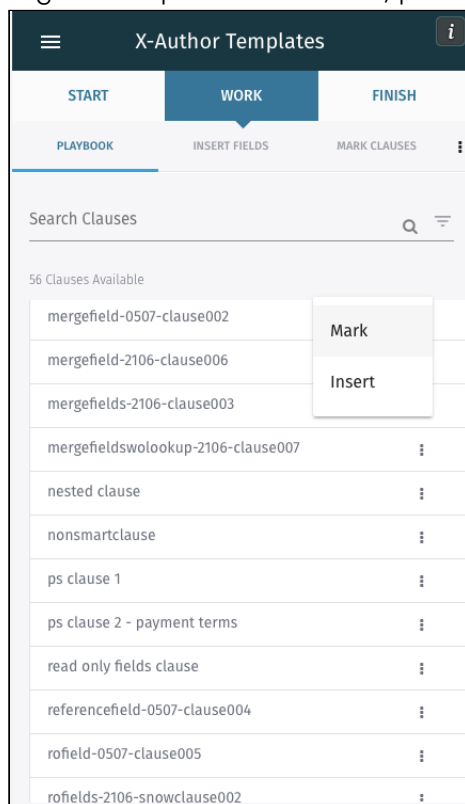 X-Author Templates
i
START WORK FINISH
PLAYBOOK INSERT FIELDS MARK CLAUSES
Search Clauses
56 Clauses Available
mergefield-0507-clause002
Mark
mergefield-2106-clause006
Insert
mergefields-2106-clause003
mergefieldswolookup-2106-clause007
nested clause
nonsmartclause
ps clause 1
ps clause 2 - payment terms
read only fields clause
referencefield-0507-clause004
rofield-0507-clause005
rofields-2106-snowclause002